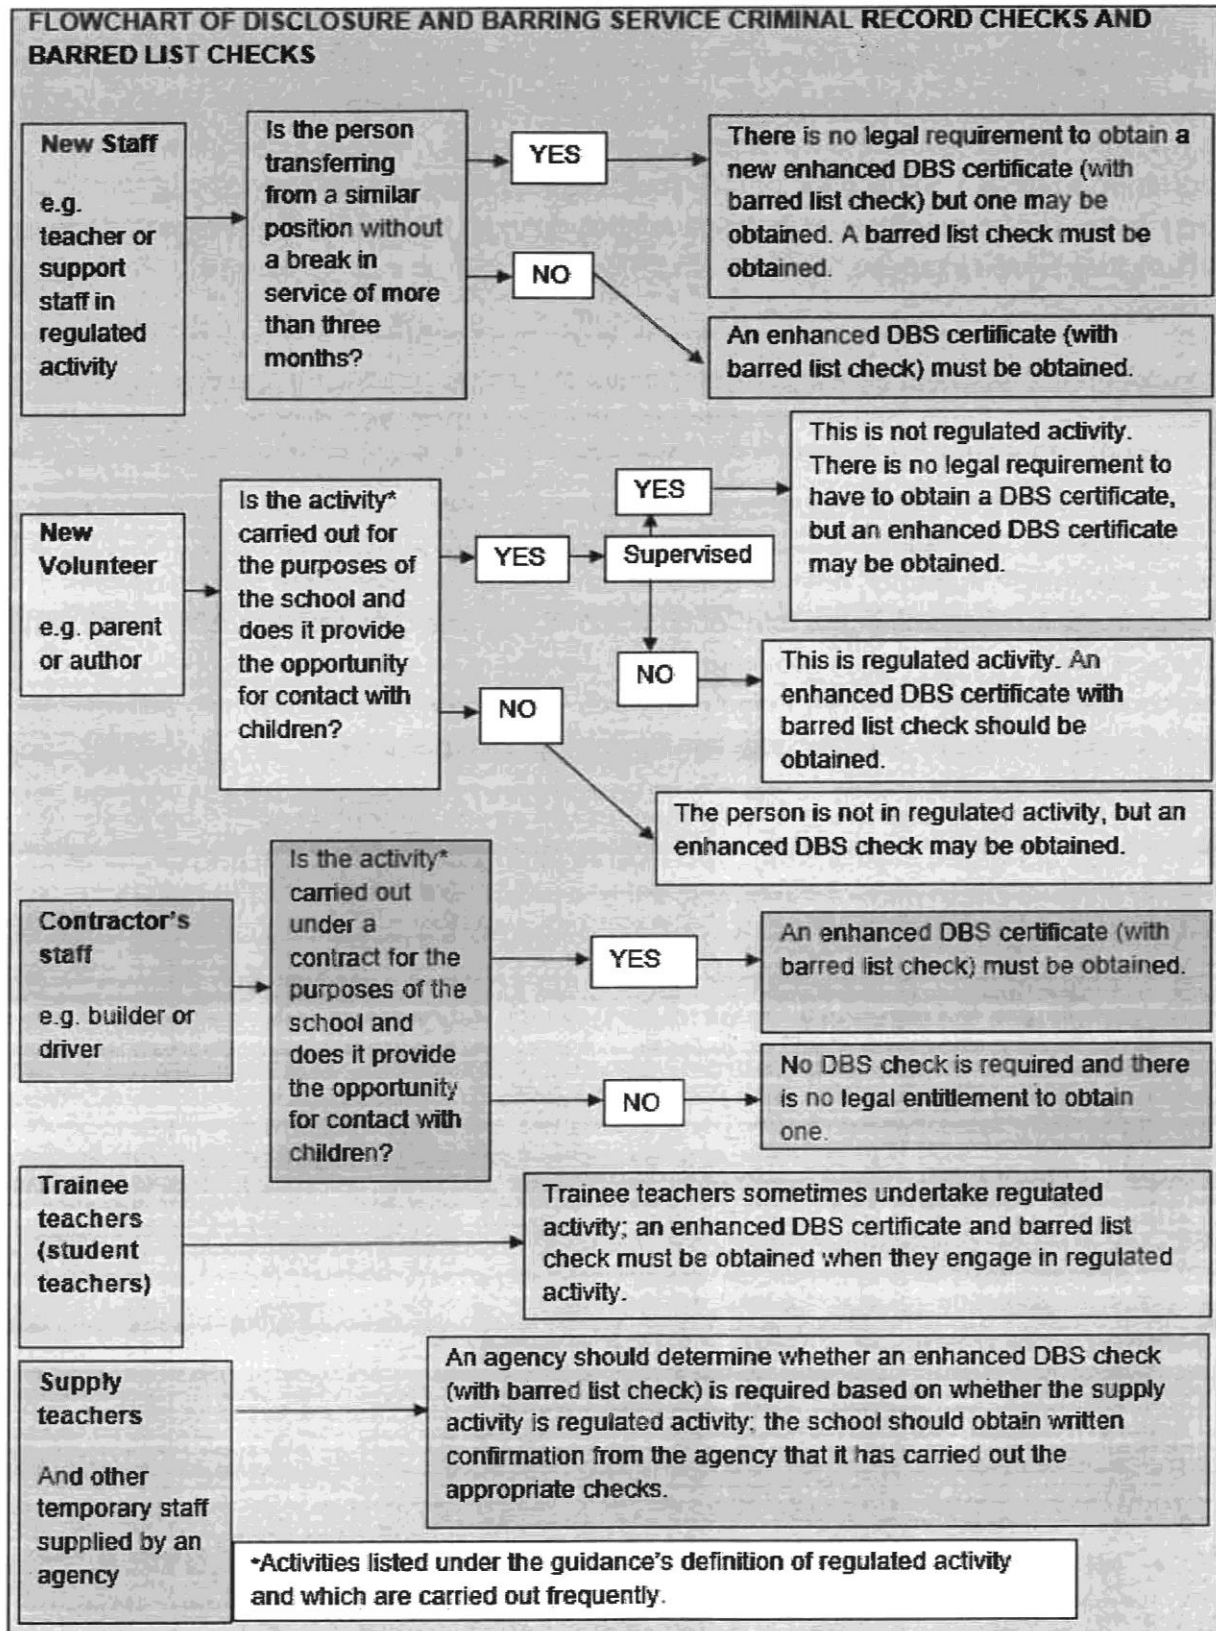 FLOWCHART OF DISCLOSURE AND BARRING SERVICE CRIMINAL RECORD CHECKS AND
BARRED LIST CHECKS
New Staff
e.g.
teacher or
support
staff in
regulated
activity
Is the person
transferring
from a similar
position without
a break in
service of more
than three
months?
YES
There is no legal requirement to obtain a
new enhanced DBS certificate (with
barred list check) but one may be
obtained. A barred list check must be
obtained.
NO
An enhanced DBS certificate (with
barred list check) must be obtained.
New
Volunteer
e.g. parent
or author
Is the activity*
carried out for
the purposes of
the school and
does it provide
the opportunity
for contact with
children?
YES
Supervised
YES
This is not regulated activity.
There is no legal requirement to
have to obtain a DBS certificate,
but an enhanced DBS certificate
may be obtained.
NO
This is regulated activity. An
enhanced DBS certificate with
barred list check should be
obtained.
NO
The person is not in regulated activity, but an
enhanced DBS check may be obtained.
Contractor's
staff
e.g. builder or
driver
Is the activity*
carried out
under a
contract for the
purposes of the
school and
does it provide
the opportunity
for contact with
children?
YES
An enhanced DBS certificate (with
barred list check) must be obtained.
NO
No DBS check is required and there
is no legal entitlement to obtain
one.
Trainee
teachers
(student
teachers)
Trainee teachers sometimes undertake regulated
activity; an enhanced DBS certificate and barred list
check must be obtained when they engage in regulated
activity.
Supply
teachers
And other
temporary staff
supplied by an
agency
An agency should determine whether an enhanced DBS check
(with barred list check) is required based on whether the supply
activity is regulated activity; the school should obtain written
confirmation from the agency that it has carried out the
appropriate checks.
*Activities listed under the guidance's definition of regulated activity
and which are carried out frequently.